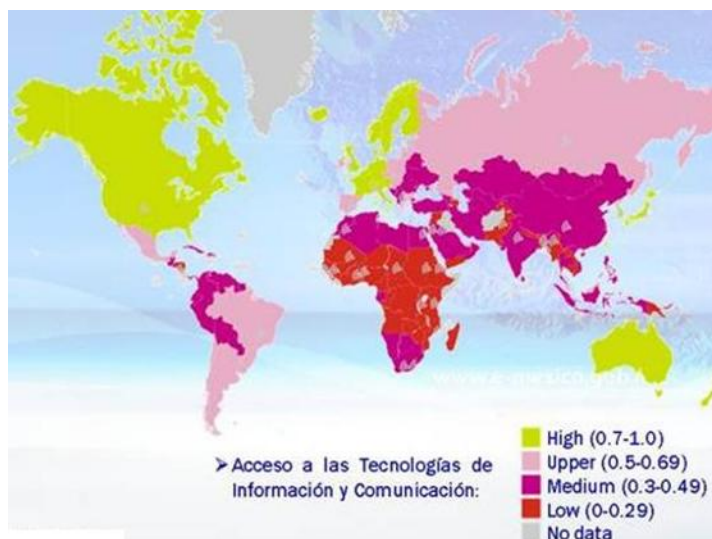 ➤Acceso a las Tecnologías de
Información y Comunicación:
High (0.7-1.0)
Upper (0.5-0.69)
Medium (0.3-0.49)
Low (0-0.29)
No data